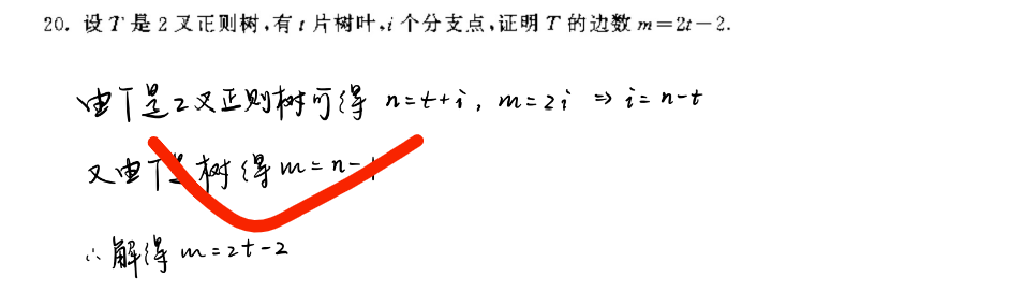 20. 设 T 是 2 叉正则树,有 t 片树叶,i 个分支点,证明 T 的边数 m=2t-2.
由T是2叉正则树可得 n=t+i, m=2i ⇒ i=n-t
又由T是树得 m=n-1
∴解得 m=2t-2